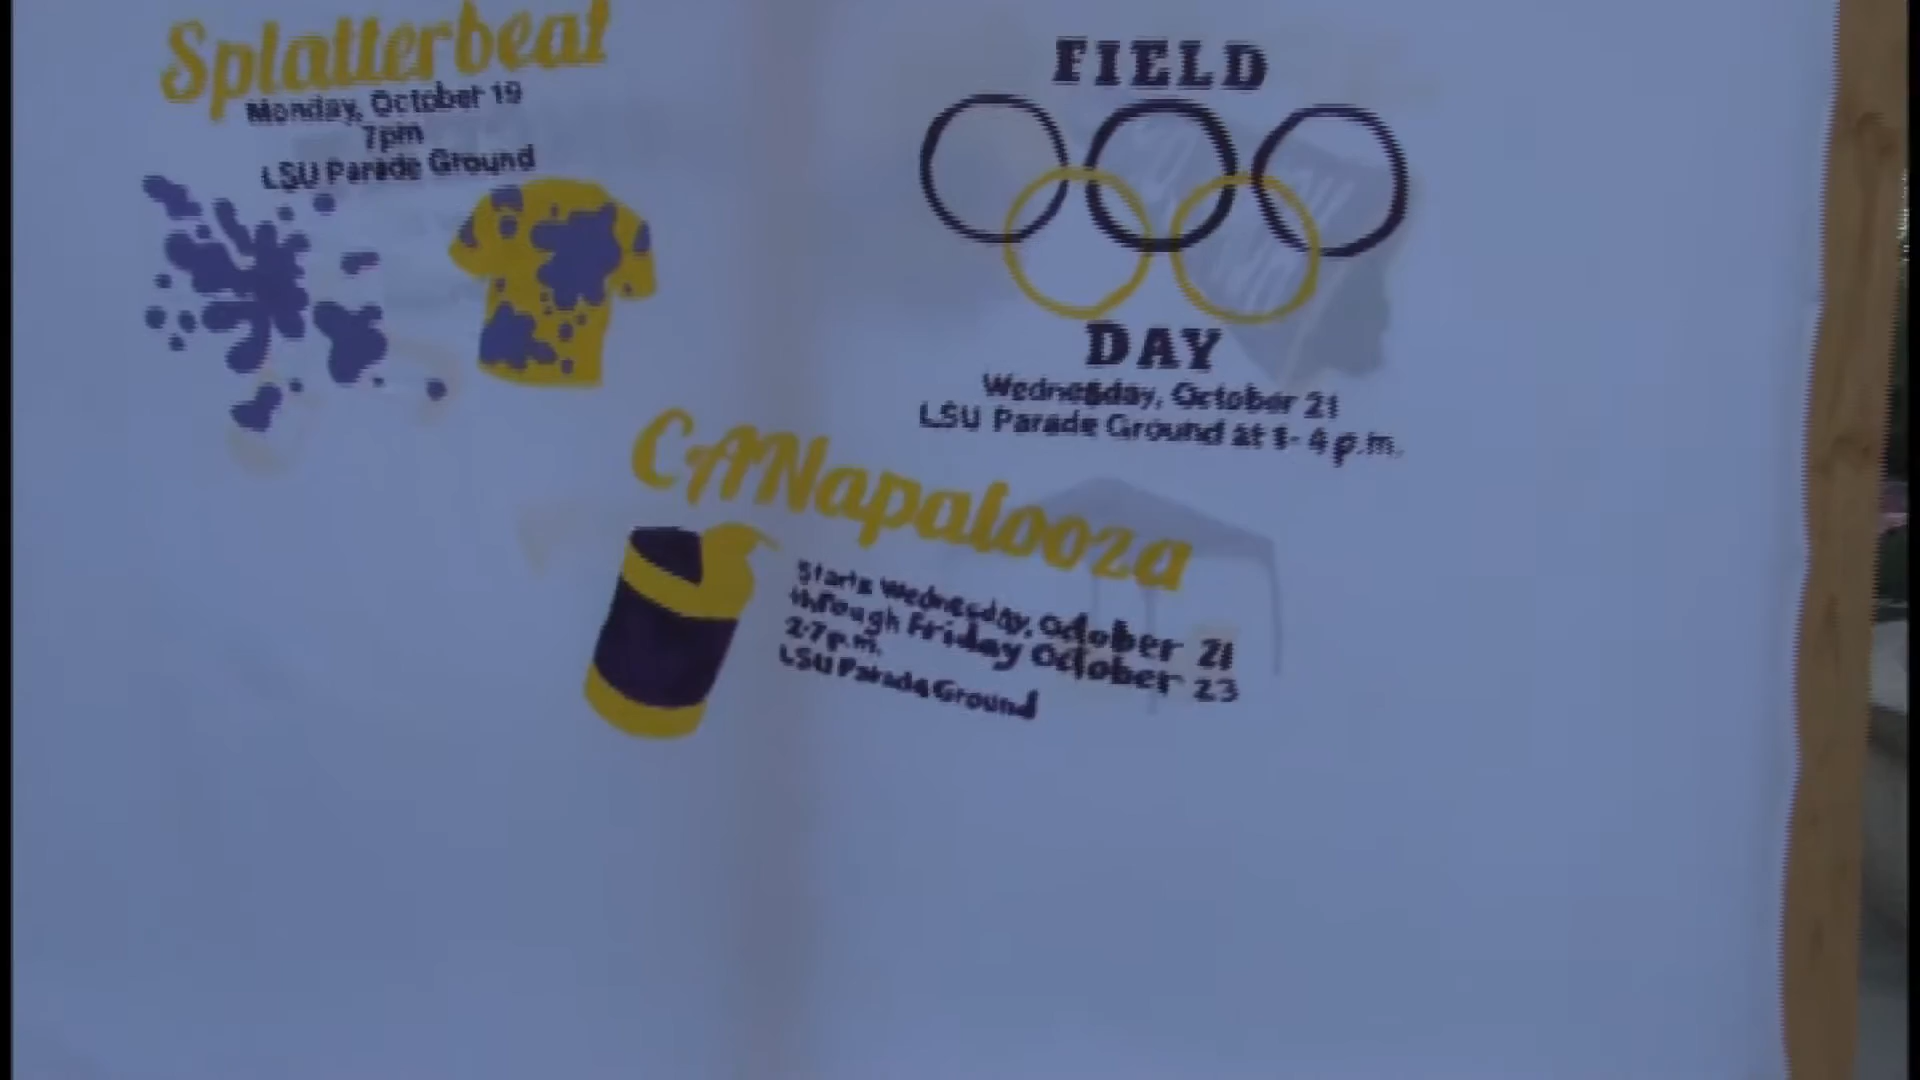 Splatterbeat
Monday, October 19
7pm
LSU Parade Ground
FIELD
DAY
Wednesday, October 21
LSU Parade Ground at 1-4 p.m.
CANapalooza
Starts Wednesday, October 21
through Friday October 23
2-7 p.m.
LSU Parade Ground